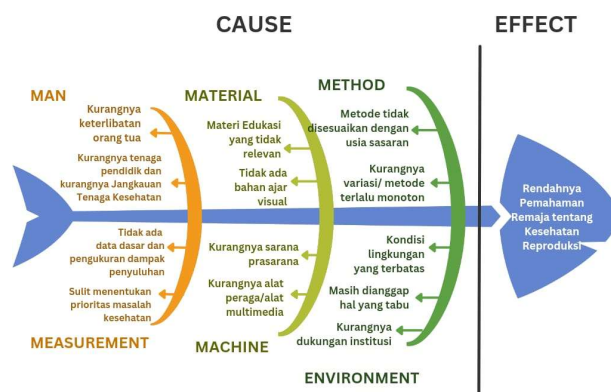 CAUSE
EFFECT
MAN
Kurangnya
keterlibatan
orang tua
Kurangnya tenaga
pendidik dan
kurangnya Jangkauan
Tenaga Kesehatan
MATERIAL
Materi Edukasi
yang tidak
relevan
Tidak ada
bahan ajar
visual
METHOD
Metode tidak
disesuaikan dengan
usia sasaran
Kurangnya
variasi/ metode
terlalu monoton
Rendahnya
Pemahaman
Remaja tentang
Kesehatan
Reproduksi
Tidak ada
data dasar dan
pengukuran dampak
penyuluhan
Sulit menentukan
prioritas masalah
kesehatan
MEASUREMENT
Kurangnya sarana
prasarana
Kurangnya alat
peraga/alat
multimedia
MACHINE
Kondisi
lingkungan
yang terbatas
Masih dianggap
hal yang tabu
Kurangnya
dukungan institusi
ENVIRONMENT